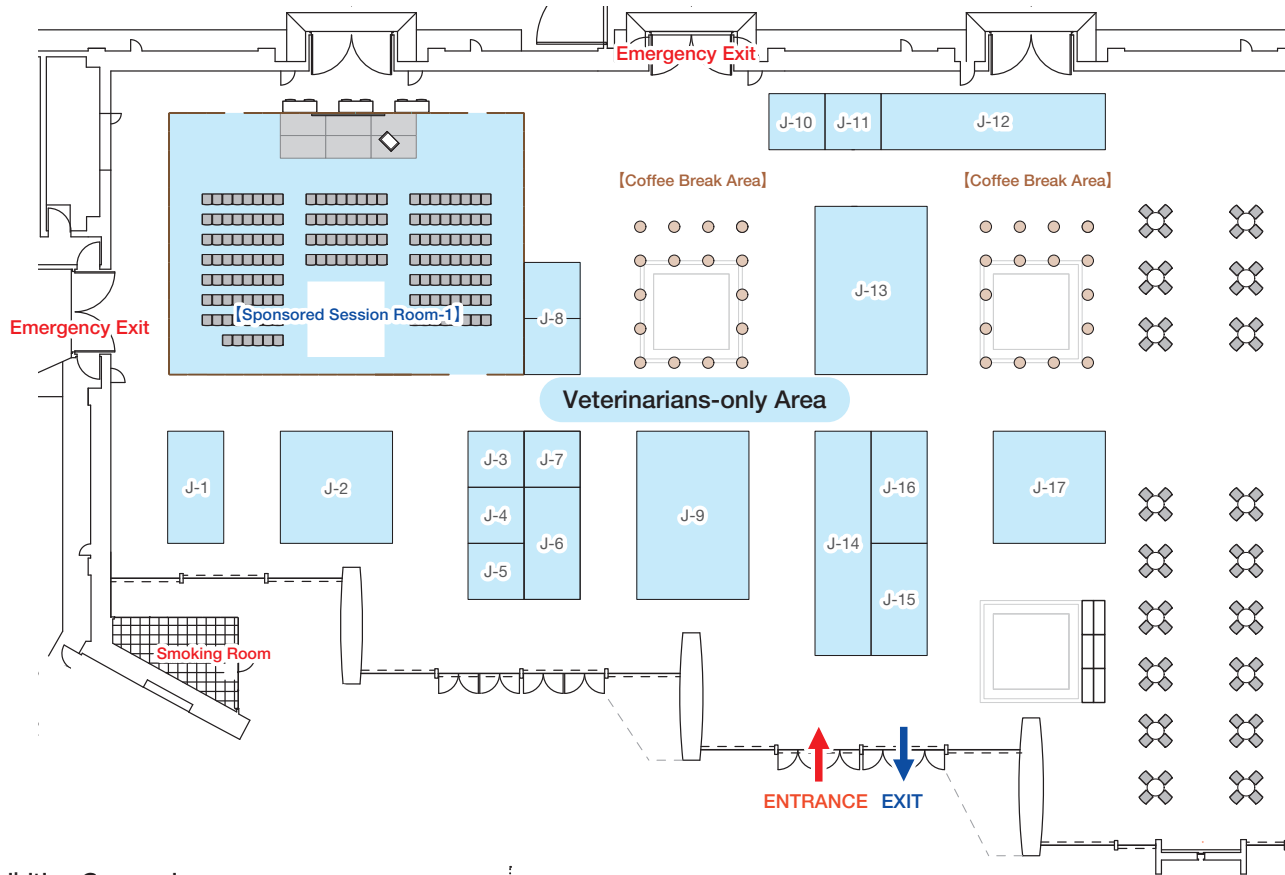 Emergency Exit
J-10
J-11
J-12
【Coffee Break Area】
【Coffee Break Area】
J-13
【Sponsored Session Room-1】
J-8
Emergency Exit
Veterinarians-only Area
J-1
J-2
J-3
J-7
J-4
J-6
J-5
J-9
J-14
J-16
J-15
J-17
Smoking Room
ENTRANCE
EXIT